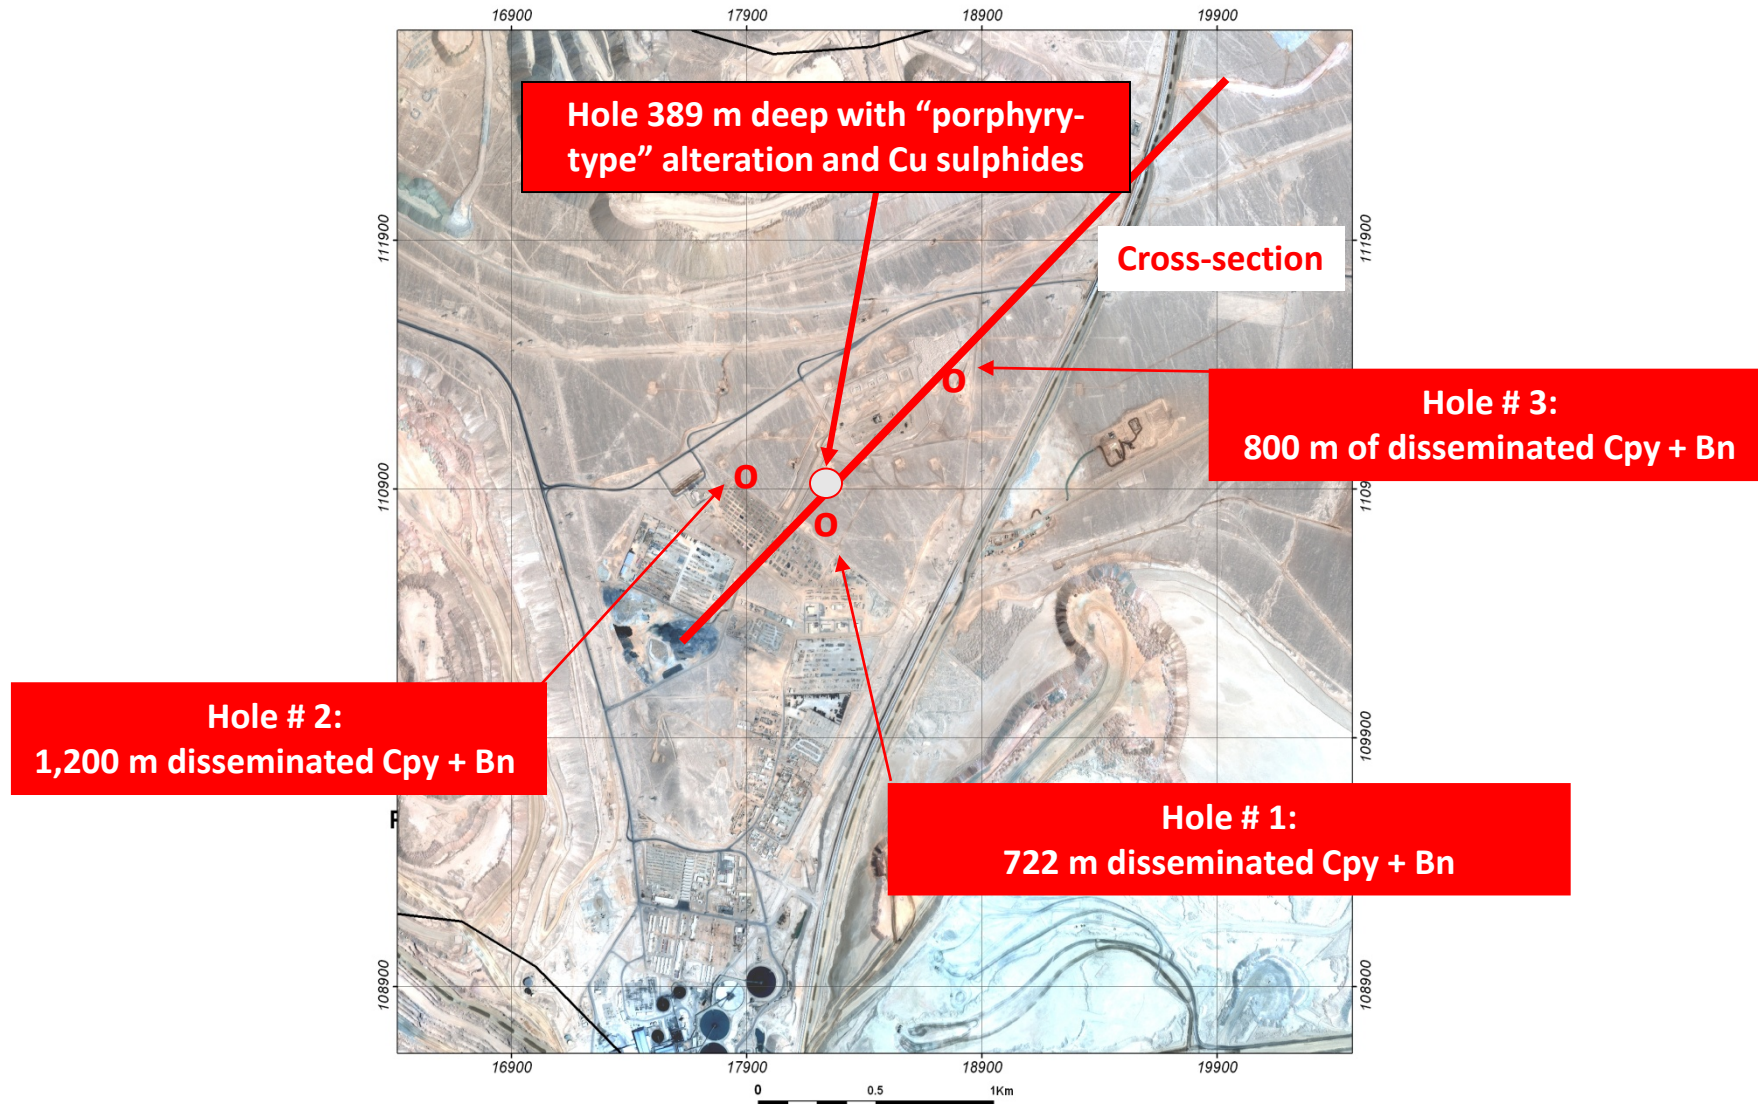 16900 17900 18900 19900
Hole 389 m deep with “porphyry-
type” alteration and Cu sulphides
111900
111900
Cross-section
O
Hole # 3:
800 m of disseminated Cpy + Bn
O
110900
O
Hole # 2:
1,200 m disseminated Cpy + Bn
109900
109900
Hole # 1:
722 m disseminated Cpy + Bn
108900
108900
16900 17900 18900 19900
0 0.5 1Km